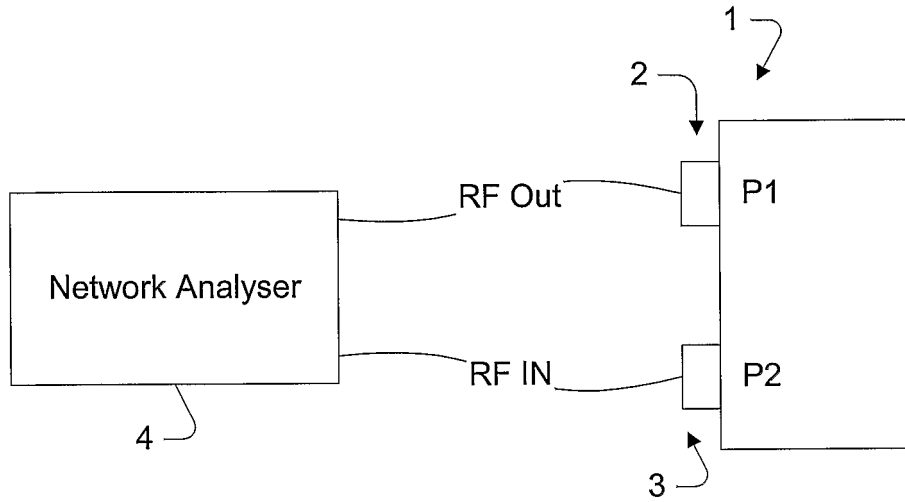 1
2
RF Out
P1
Network Analyser
RF IN
P2
4
3